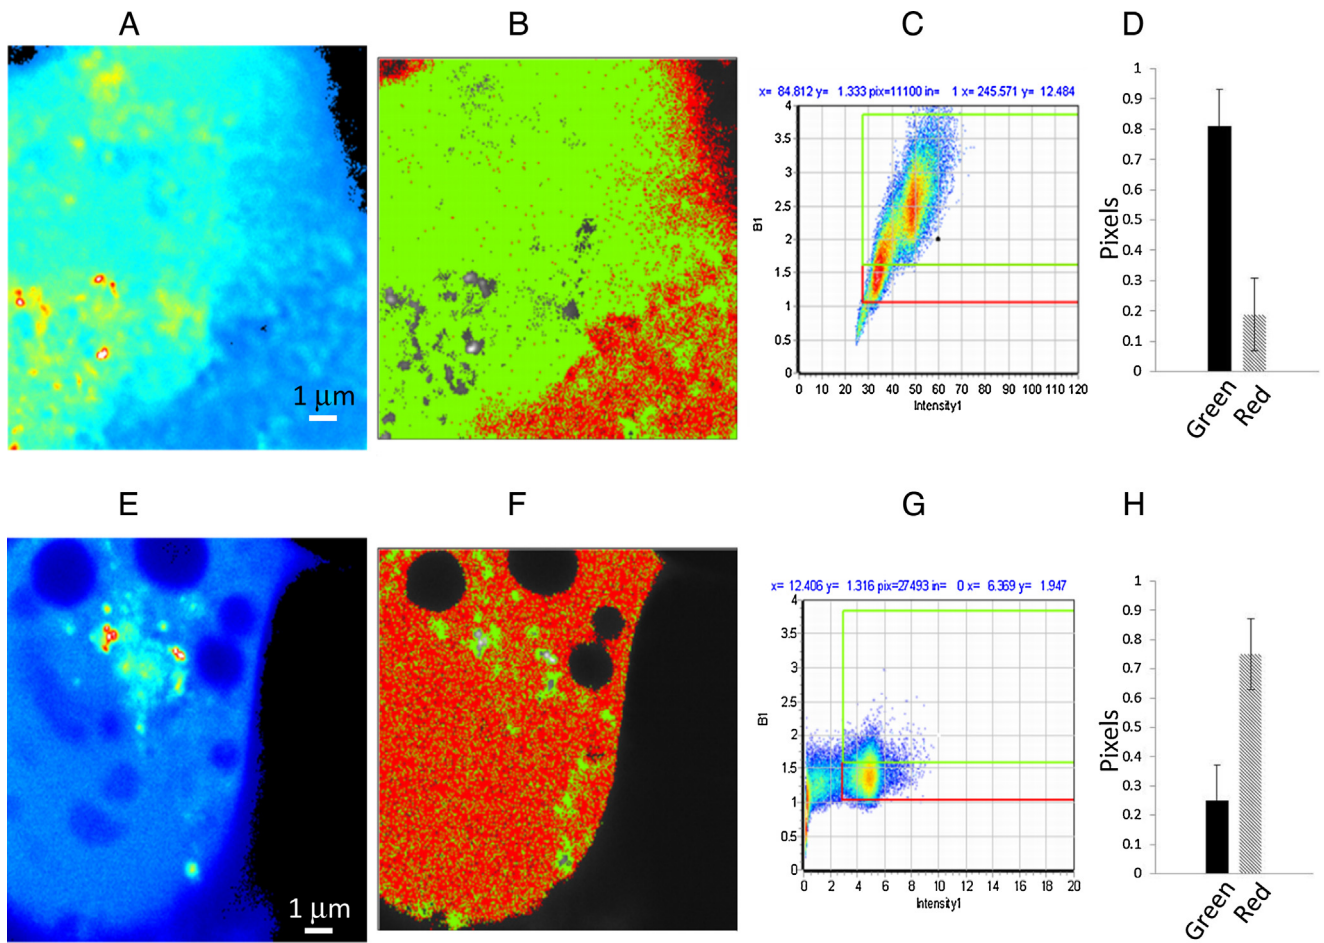 A
B
C
D
1 μm
x= 84.812 y= 1.333 pix=11100 in= 1 x= 245.571 y= 12.484
4
3.5
3
2.5
2
1.5
1
0.5
0
B1
0 10 20 30 40 50 60 70 80 90 100 110 120
Intensity1
1
0.9
0.8
0.7
0.6
0.5
0.4
0.3
0.2
0.1
0
Pixels
Green
Red
E
F
G
H
1 μm
x= 12.406 y= 1.316 pix=27493 in= 0 x= 6.369 y= 1.947
4
3.5
3
2.5
2
1.5
1
0.5
0
B1
0 2 4 6 8 10 12 14 16 18 20
Intensity1
1
0.9
0.8
0.7
0.6
0.5
0.4
0.3
0.2
0.1
0
Pixels
Green
Red